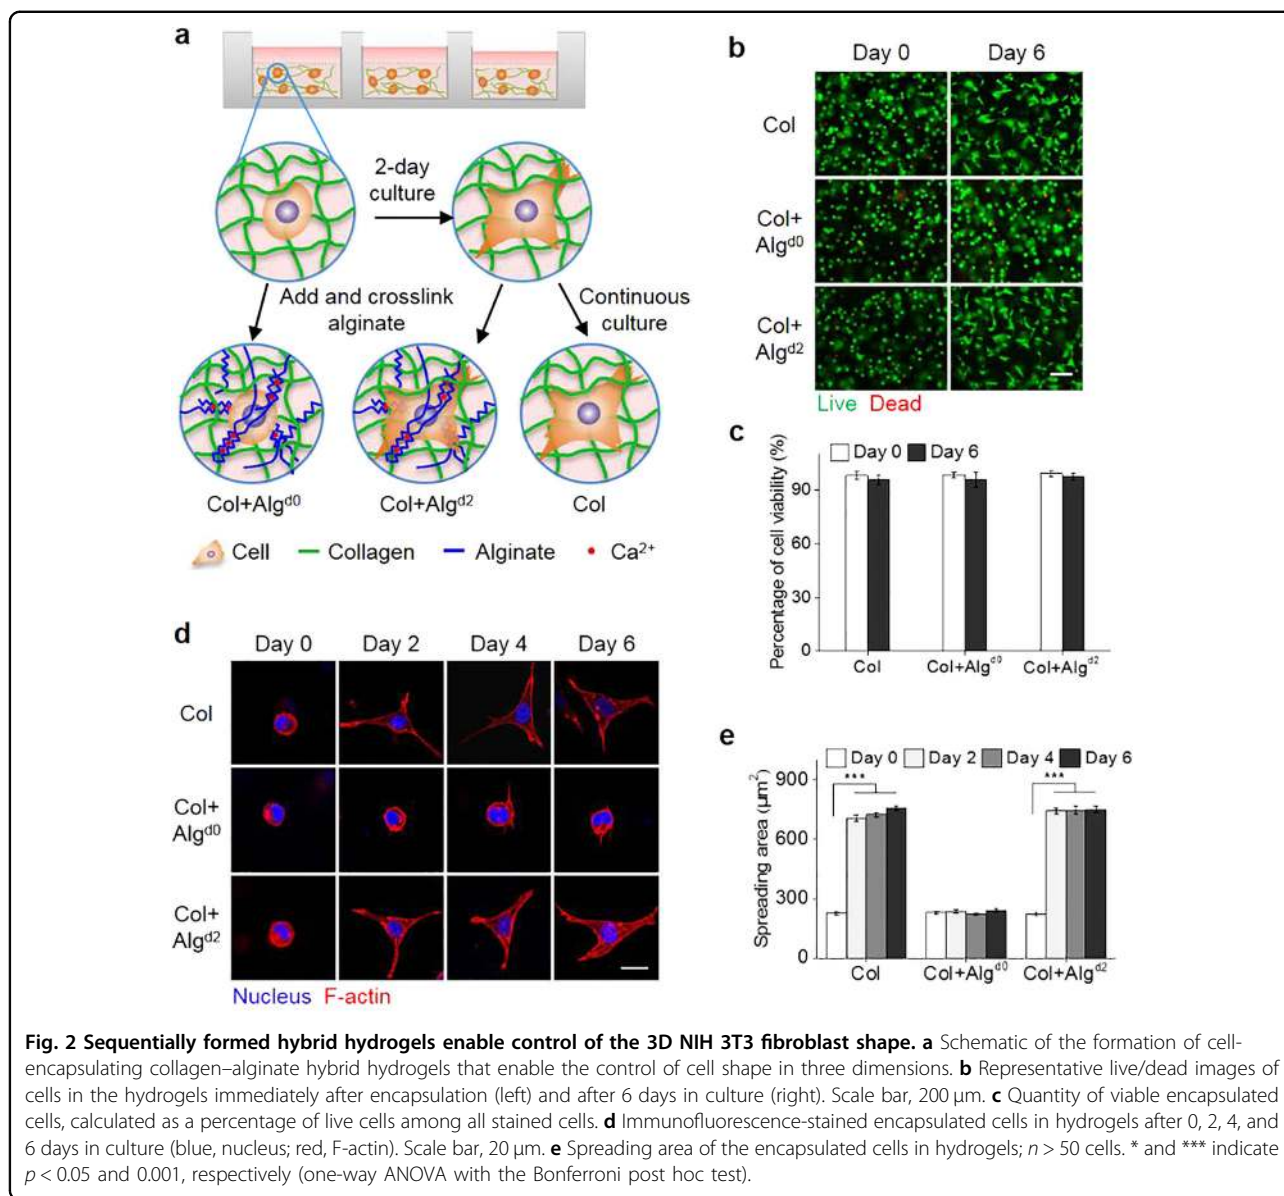 a
2-day
culture
Add and crosslink
alginate
Continuous
culture
Col+Alg^d0
Col+Alg^d2
Col
Cell
Collagen
Alginate
Ca²⁺
b
Day 0
Day 6
Col
Col+
Alg^d0
Col+
Alg^d2
Live Dead
c
Percentage of cell viability (%)
Day 0
Day 6
90
60
30
0
Col
Col+Alg^d0
Col+Alg^d2
d
Day 0
Day 2
Day 4
Day 6
Col
Col+
Alg^d0
Col+
Alg^d2
Nucleus F-actin
e
Spreading area (µm²)
Day 0
Day 2
Day 4
Day 6
900
600
300
0
***
***
Col
Col+Alg^d0
Col+Alg^d2
Fig. 2 Sequentially formed hybrid hydrogels enable control of the 3D NIH 3T3 fibroblast shape. a Schematic of the formation of cell-
encapsulating collagen–alginate hybrid hydrogels that enable the control of cell shape in three dimensions. b Representative live/dead images of
cells in the hydrogels immediately after encapsulation (left) and after 6 days in culture (right). Scale bar, 200 µm. c Quantity of viable encapsulated
cells, calculated as a percentage of live cells among all stained cells. d Immunofluorescence-stained encapsulated cells in hydrogels after 0, 2, 4, and
6 days in culture (blue, nucleus; red, F-actin). Scale bar, 20 µm. e Spreading area of the encapsulated cells in hydrogels; n > 50 cells. * and *** indicate
p < 0.05 and 0.001, respectively (one-way ANOVA with the Bonferroni post hoc test).